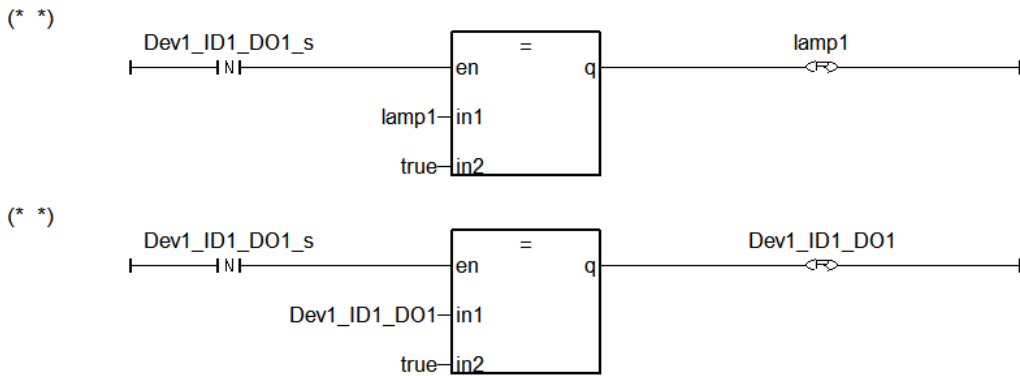 (* *)
Dev1_ID1_DO1_s
=
lamp1
N
en
q
R
lamp1
in1
true
in2
(* *)
Dev1_ID1_DO1_s
=
Dev1_ID1_DO1
N
en
q
R
Dev1_ID1_DO1
in1
true
in2